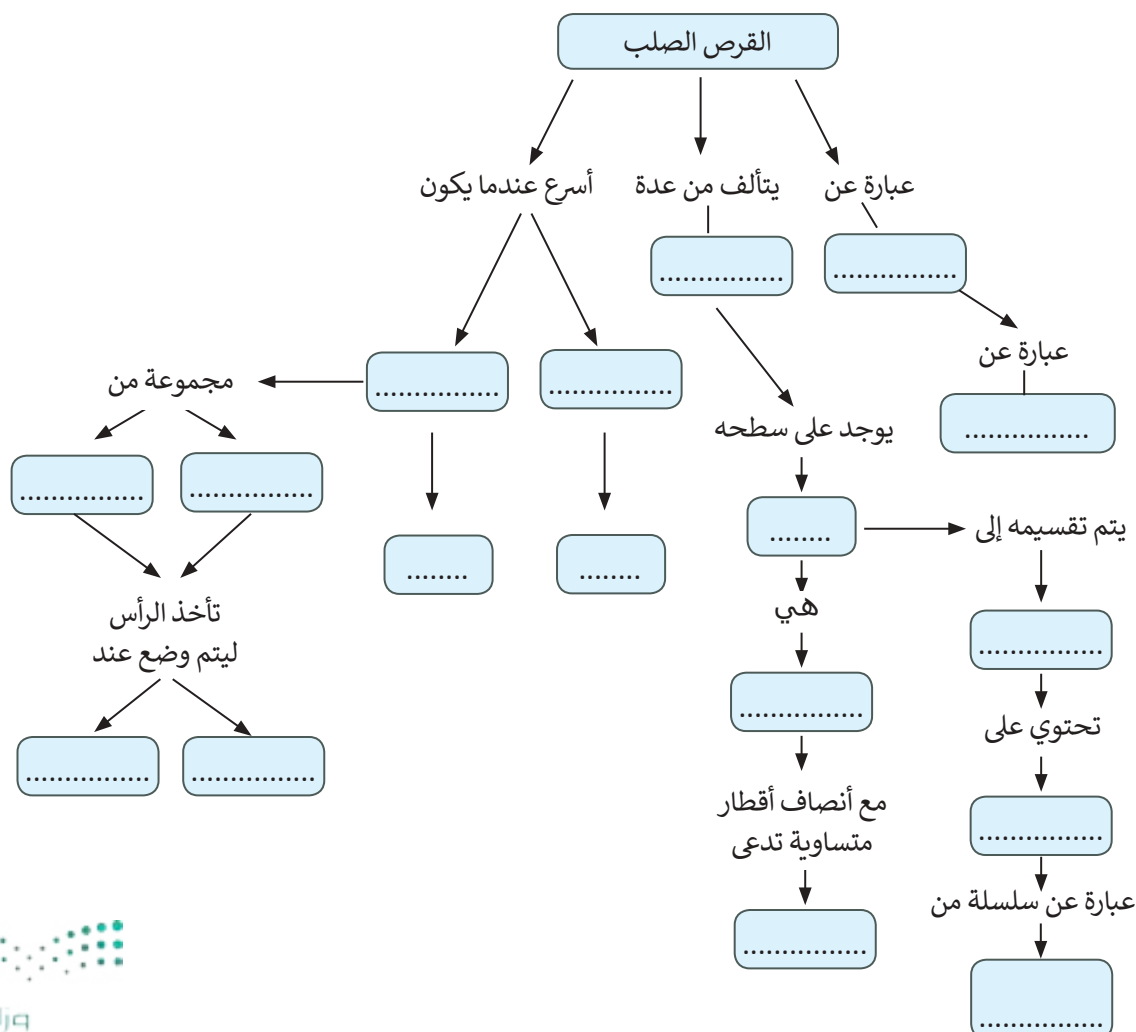 القرص الصلب
عبارة عن
يتألف من عدة
أسرع عندما يكون
................
................
عبارة عن
................
................
................
مجموعة من
يوجد على سطحه
................
................
................
........
يتم تقسيمه إلى
........
........
هي
تأخذ الرأس
ليتم وضع عند
................
................
تحتوي على
................
................
مع أنصاف أقطار
متساوية تدعى
................
عبارة عن سلسلة من
................
................